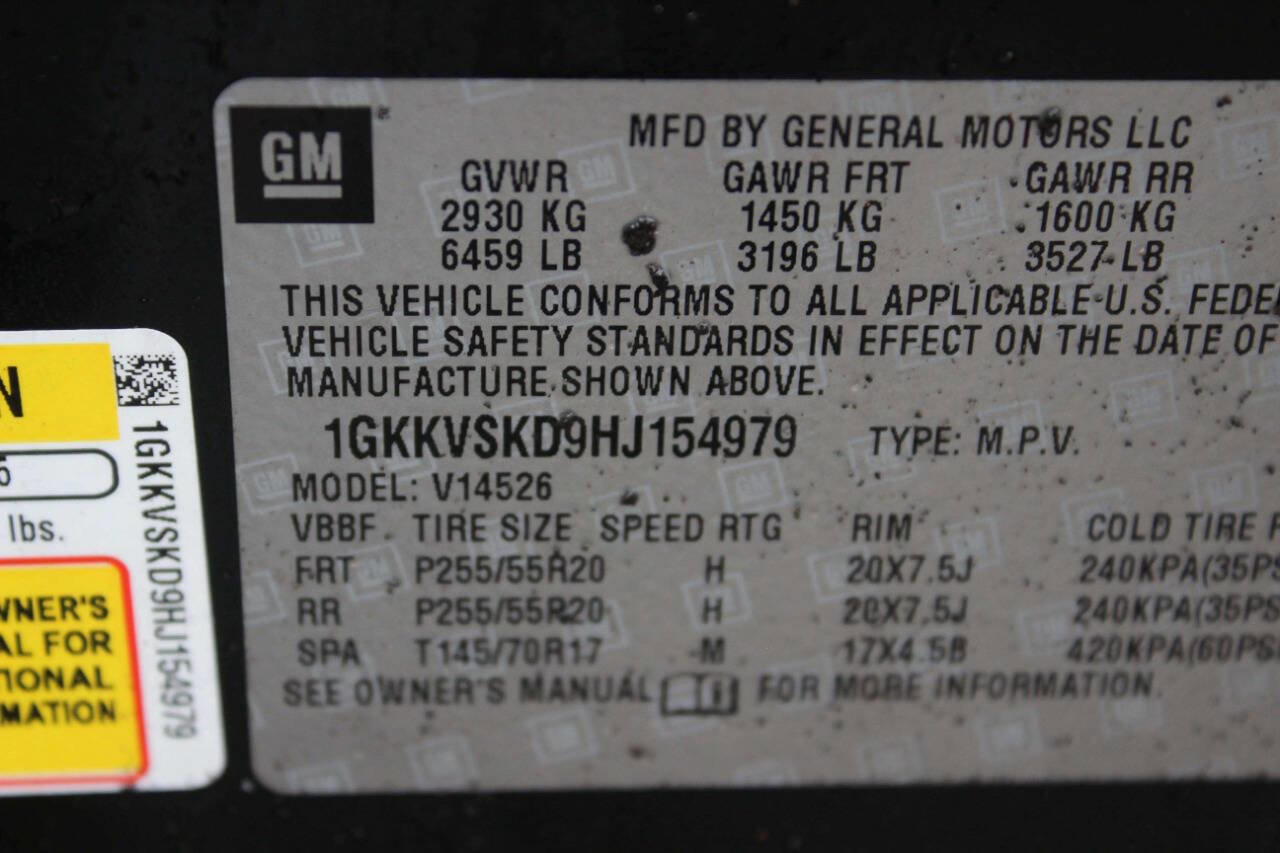 GM
MFD BY GENERAL MOTORS LLC
GVWR GAWR FRT GAWR RR
2930 KG 1450 KG 1600 KG
6459 LB 3196 LB 3527 LB
THIS VEHICLE CONFORMS TO ALL APPLICABLE U.S. FEDE
VEHICLE SAFETY STANDARDS IN EFFECT ON THE DATE OF
MANUFACTURE SHOWN ABOVE.
1GKKVSKD9HJ154979 TYPE: M.P.V.
MODEL: V14526
VBBF TIRE SIZE SPEED RTG RIM COLD TIRE
FRT P255/55R20 H 20X7.5J 240KPA(35PS
RR P255/55R20 H 20X7.5J 240KPA(35PS
SPA T145/70R17 M 17X4.5B 420KPA(60PS
SEE OWNER'S MANUAL FOR MORE INFORMATION.
N
lbs.
WNER'S
AL FOR
TIONAL
MATION
1GKKVSKD9HJ154979